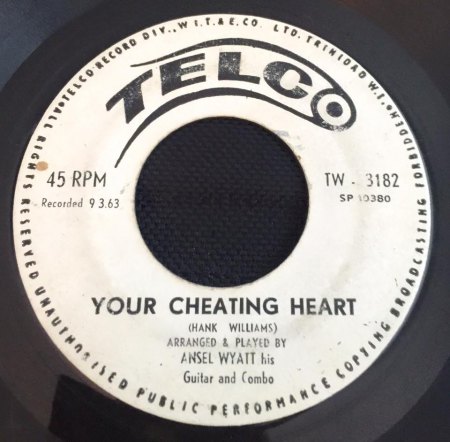 TELCO RECORD DIV., W.I.T. & E. CO. LTD. TRINIDAD W.I.
ALL RIGHTS RESERVED UNAUTHORISED PUBLIC PERFORMANCE COPYING BROADCASTING FORBIDDEN
TELCO
45 RPM
TW - 3182
Recorded 9 3.63
SP 10380
YOUR CHEATING HEART
(HANK WILLIAMS)
ARRANGED & PLAYED BY
ANSEL WYATT his
Guitar and Combo